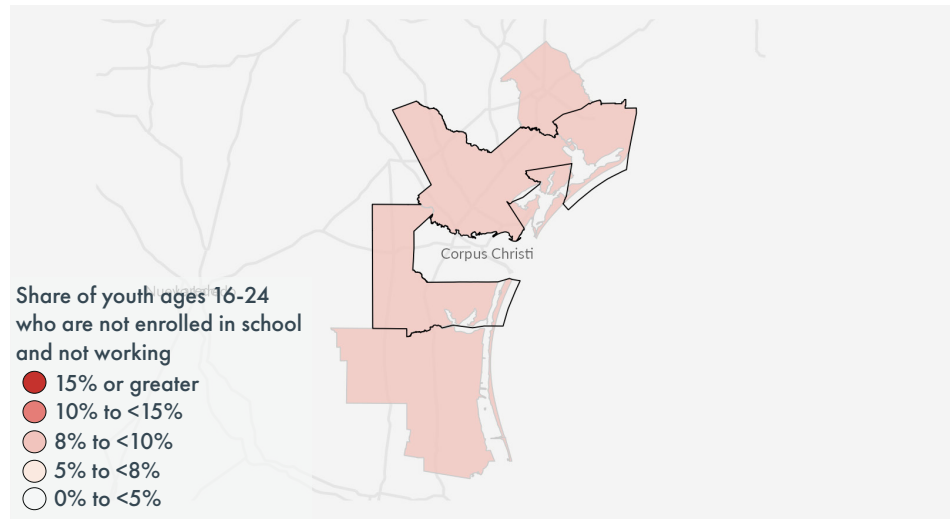 Corpus Christi
Share of youth ages 16-24
who are not enrolled in school
and not working
15% or greater
10% to <15%
8% to <10%
5% to <8%
0% to <5%